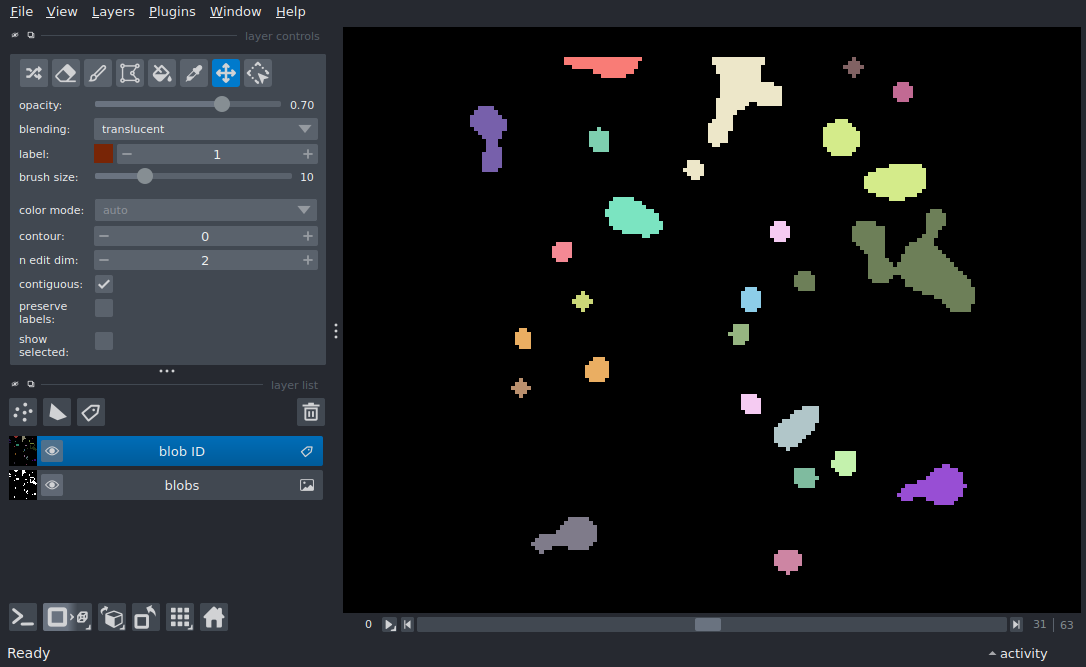 File View Layers Plugins Window Help
layer controls
opacity: 0.70
blending: translucent
label: 1
brush size: 10
color mode: auto
contour: 0
n edit dim: 2
contiguous:
preserve
labels:
show
selected:
layer list
blob ID
blobs
0 31 63
Ready activity